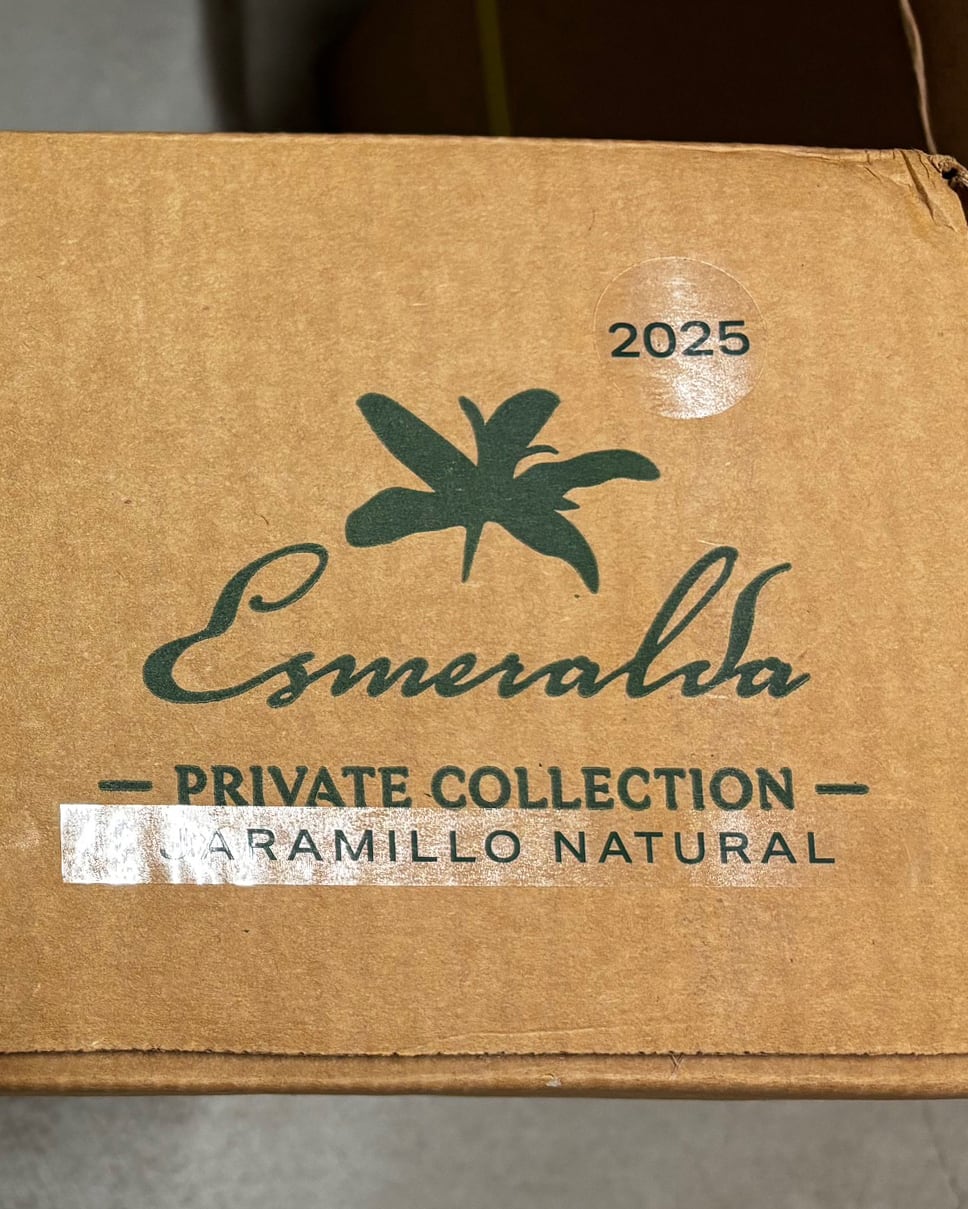 2025
Esmeralda
— PRIVATE COLLECTION —
JARAMILLO NATURAL